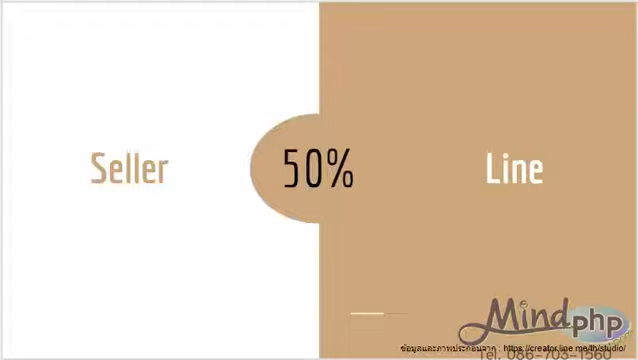 Seller
50%
Line
Mindphp
ข้อมูลและภาพประกอบจาก : https://creator.line.me/th/studio/
Tel. 086-703-1560